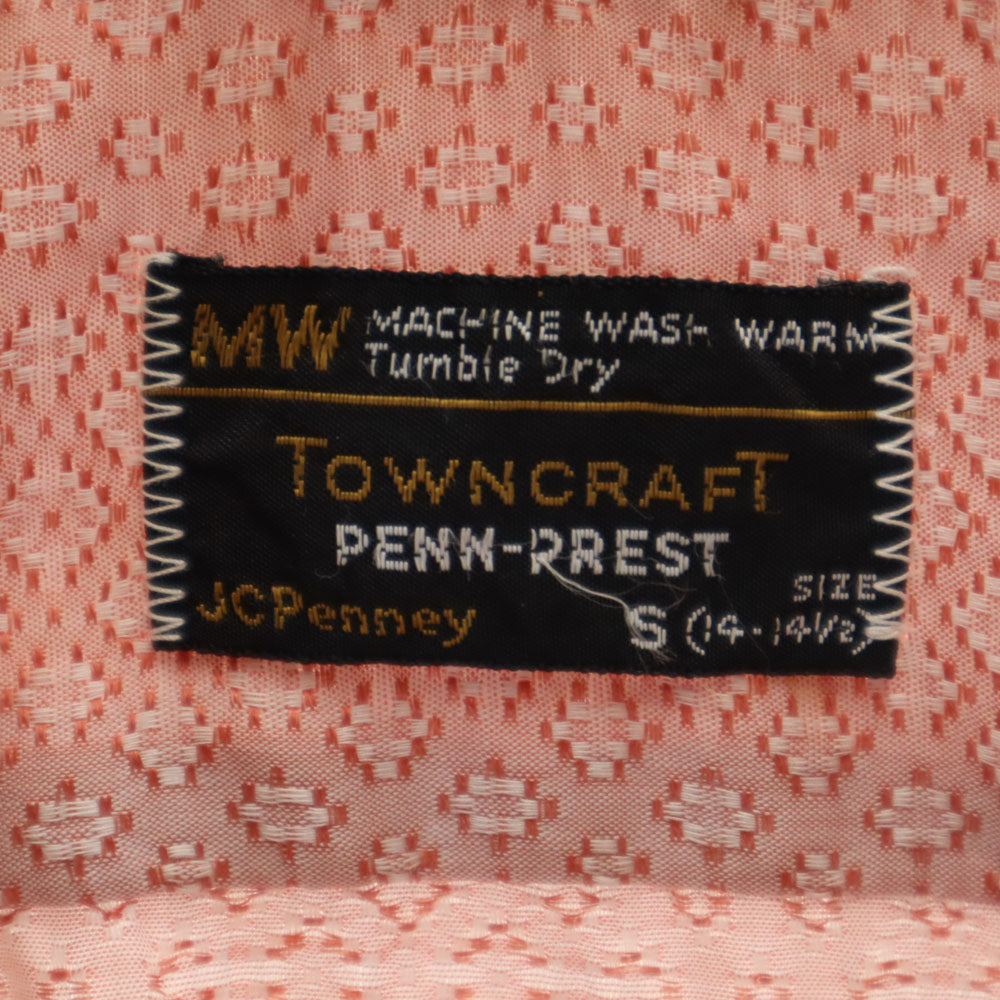 MW MACHINE WASH WARM
Tumble Dry
TOWNCRAFT
PENN-PREST
SIZE
JCPenney S (14-14½)